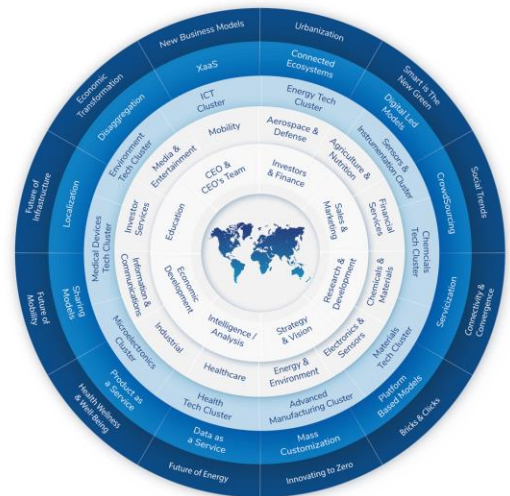 New Business Models
Urbanization
Smart is The
New Green
Social Trends
Connectivity &
Convergence
Bricks & Clicks
Innovating to Zero
Future of Energy
Health Wellness
& Well-Being
Future of
Mobility
Future of
Infrastructure
Economic
Transformation
XaaS
Connected
Ecosystems
Digital Led
Models
CrowdSourcing
Servicization
Platform
Based Models
Mass
Customization
Data as
a Service
Product as
a Service
Sharing
Models
Localization
Disaggregation
ICT
Cluster
Energy Tech
Cluster
Sensors &
Instrumentation Cluster
Chemcials
Tech Cluster
Materials
Tech Cluster
Advanced
Manufacturing Cluster
Health
Tech Cluster
Microelectronics
Cluster
Medical Devices
Tech Cluster
Environment
Tech Cluster
Mobility
Aerospace &
Defense
Agriculture &
Nutrition
Financial
Services
Chemicals &
Materials
Electronics &
Sensors
Energy &
Environment
Healthcare
Industrial
Information &
Communications
Investor
Services
Media &
Entertainment
CEO &
CEO's Team
Investors
& Finance
Sales &
Marketing
Research &
Development
Strategy
& Vision
Intelligence /
Analysis
Economic
Development
Education